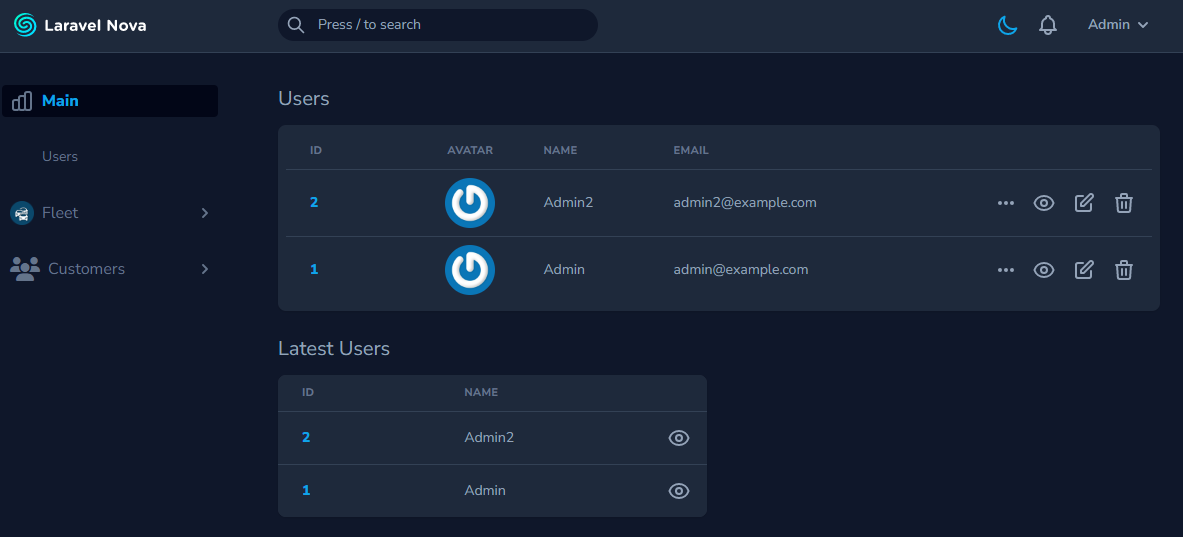 Laravel Nova
Press / to search
Admin
Main
Users
Fleet
Customers
Users
ID AVATAR NAME EMAIL
2 Admin2 admin2@example.com
1 Admin admin@example.com
Latest Users
ID NAME
2 Admin2
1 Admin